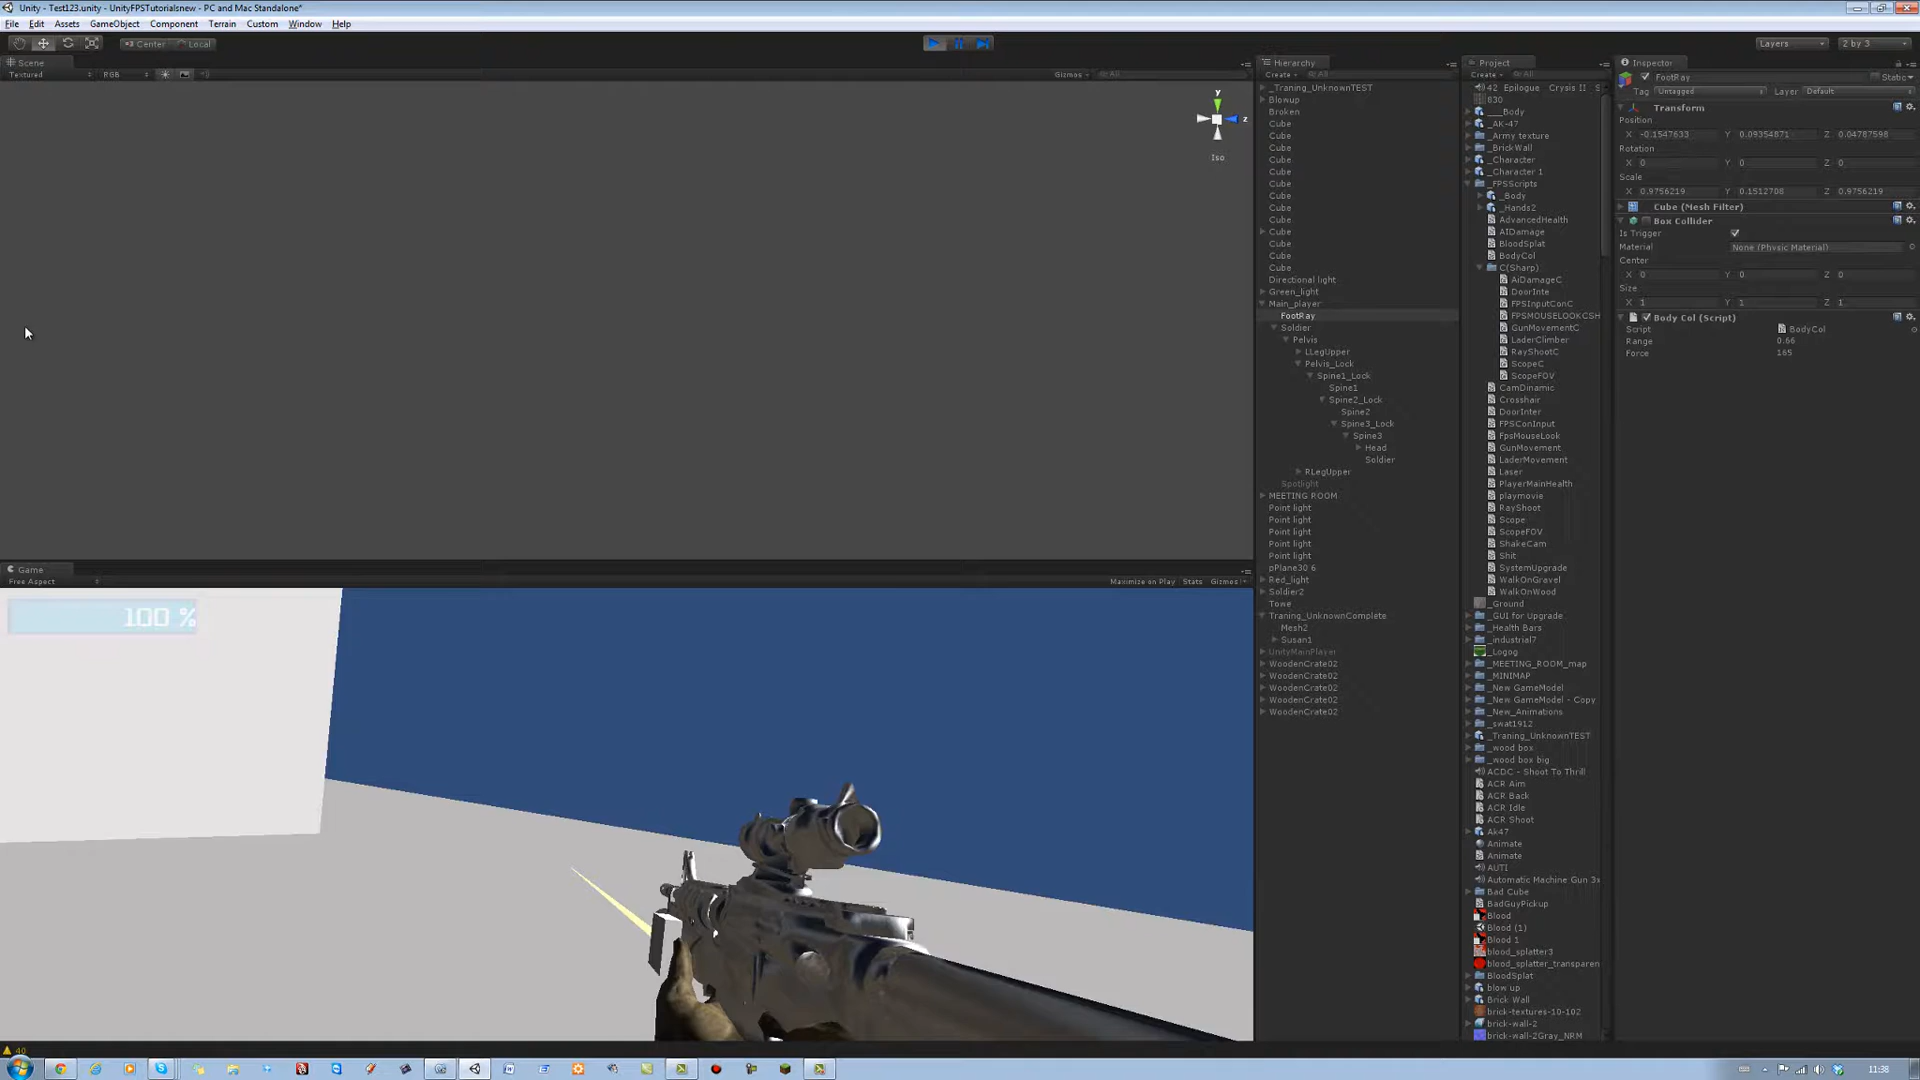 Unity - Test123.unity - UnityFPSTutorialsnew - PC and Mac Standalone*
File Edit Assets GameObject Component Custom Terrain Window Help
Center Local
Layers
2 by 3
Scene
Textured RGB
Gizmos All
y
z
Iso
Game
Free Aspect
Maximize on Play Stats Gizmos
100 %
Hierarchy
Create All
_Traning_UnknownTEST
Blowup
Broken
Cube
Cube
Cube
Cube
Cube
Cube
Cube
Cube
Cube
Cube
Cube
Cube
Cube
Directional light
Green_light
Main_player
FootRay
Soldier
Pelvis
LLegUpper
Pelvis_Lock
Spine1_Lock
Spine1
Spine2_Lock
Spine2
Spine3_Lock
Spine3
Head
Soldier
RLegUpper
Spotlight
MEETING ROOM
Point light
Point light
Point light
Point light
Point light
pPlane30 6
Red_light
Soldier2
Towe
Traning_UnknownComplete
Mesh2
Susan1
UnityMainPlayer
WoodenCrate02
WoodenCrate02
WoodenCrate02
WoodenCrate02
WoodenCrate02
Project
Create All
42 Epilogue Crysis II S
830
___Body
_AK-47
_Army texture
_BrickWall
_Character
_Character 1
_FPSScripts
_Body
_Hands2
AdvancedHealth
AIDamage
BloodSplat
BodyCol
C(Sharp)
AiDamageC
DoorInte
FPSInputConC
FPSMOUSELOOKCSH
GunMovementC
LaderClimber
RayShootC
ScopeC
ScopeFOV
CamDinamic
Crosshair
DoorInter
FPSConInput
FpsMouseLook
GunMovement
LaderMovement
Laser
PlayerMainHealth
playmovie
RayShoot
Scope
ScopeFOV
ShakeCam
Shit
SystemUpgrade
WalkOnGravel
WalkOnWood
_Ground
_GUI for Upgrade
_Health Bars
_industrial7
_Logog
_MEETING_ROOM_map
_MINIMAP
_New GameModel
_New GameModel - Copy
_New_Animations
_swat1912
_Traning_UnknownTEST
_wood box
_wood box big
ACDC - Shoot To Thrill
ACR Aim
ACR Back
ACR Idle
ACR Shoot
Ak47
Animate
Animate
AUTI
Automatic Machine Gun 3x
Bad Cube
BadGuyPickup
Blood
Blood (1)
Blood 1
blood_splatter3
blood_splatter_transparen
BloodSplat
blow up
Brick Wall
brick-textures-10-102
brick-wall-2
brick-wall-2Gray_NRM
Inspector
FootRay Static
Tag Untagged Layer Default
Transform
Position
X -0.1547633 Y 0.09354871 Z 0.04787598
Rotation
X 0 Y 0 Z 0
Scale
X 0.9756219 Y 0.1512708 Z 0.9756219
Cube (Mesh Filter)
Box Collider
Is Trigger
Material None (Physic Material)
Center
X 0 Y 0 Z 0
Size
X 1 Y 1 Z 1
Body Col (Script)
Script BodyCol
Range 0.66
Force 165
40
11:38